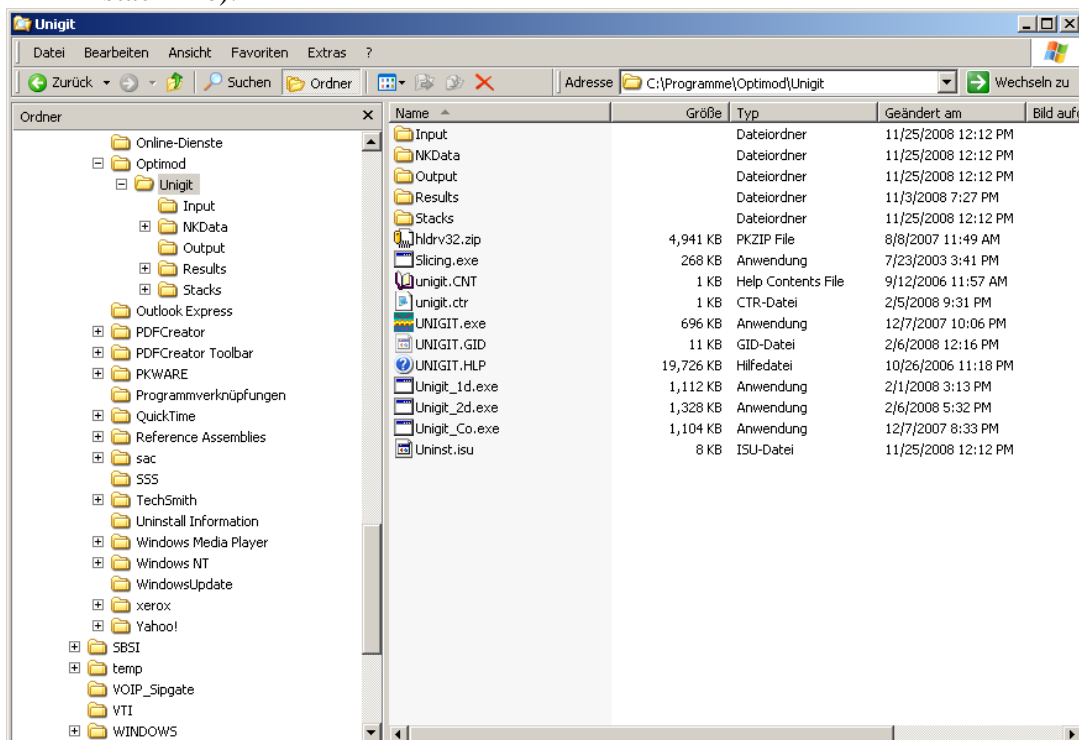 Unigit
Datei Bearbeiten Ansicht Favoriten Extras ?
Zurück Suchen Ordner Adresse C:\Programme\Optimod\Unigit Wechseln zu
Ordner
Online-Dienste
Optimod
Unigit
Input
NKData
Output
Results
Stacks
Outlook Express
PDFCreator
PDFCreator Toolbar
PKWARE
Programmverknüpfungen
QuickTime
Reference Assemblies
sac
SSS
TechSmith
Uninstall Information
Windows Media Player
Windows NT
WindowsUpdate
xerox
Yahoo!
SBSI
temp
VOIP_Sipgate
VTI
WINDOWS
Name Größe Typ Geändert am Bild aufg
Input Dateiordner 11/25/2008 12:12 PM
NKData Dateiordner 11/25/2008 12:12 PM
Output Dateiordner 11/25/2008 12:12 PM
Results Dateiordner 11/3/2008 7:27 PM
Stacks Dateiordner 11/25/2008 12:12 PM
hldrv32.zip 4,941 KB PKZIP File 8/8/2007 11:49 AM
Slicing.exe 268 KB Anwendung 7/23/2003 3:41 PM
unigit.CNT 1 KB Help Contents File 9/12/2006 11:57 AM
unigit.ctr 1 KB CTR-Datei 2/5/2008 9:31 PM
UNIGIT.exe 696 KB Anwendung 12/7/2007 10:06 PM
UNIGIT.GID 11 KB GID-Datei 2/6/2008 12:16 PM
UNIGIT.HLP 19,726 KB Hilfedatei 10/26/2006 11:18 PM
Unigit_1d.exe 1,112 KB Anwendung 2/1/2008 3:13 PM
Unigit_2d.exe 1,328 KB Anwendung 2/6/2008 5:32 PM
Unigit_Co.exe 1,104 KB Anwendung 12/7/2007 8:33 PM
Uninst.isu 8 KB ISU-Datei 11/25/2008 12:12 PM